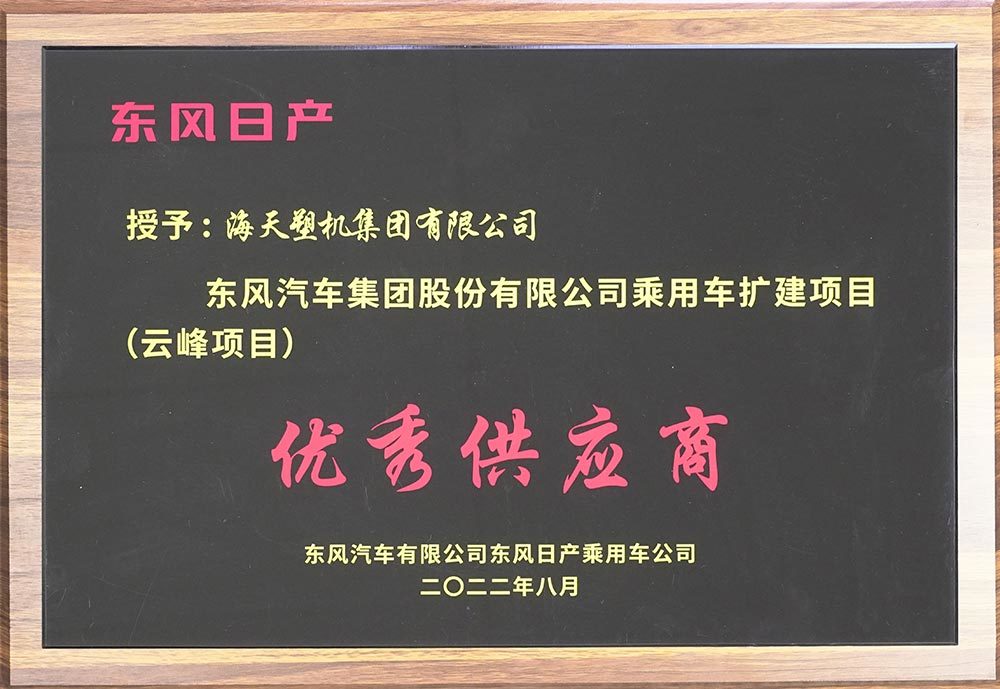 东风日产
授予：海天塑机集团有限公司
东风汽车集团股份有限公司乘用车扩建项目
(云峰项目)
优秀供应商
东风汽车有限公司东风日产乘用车公司
二〇二二年八月